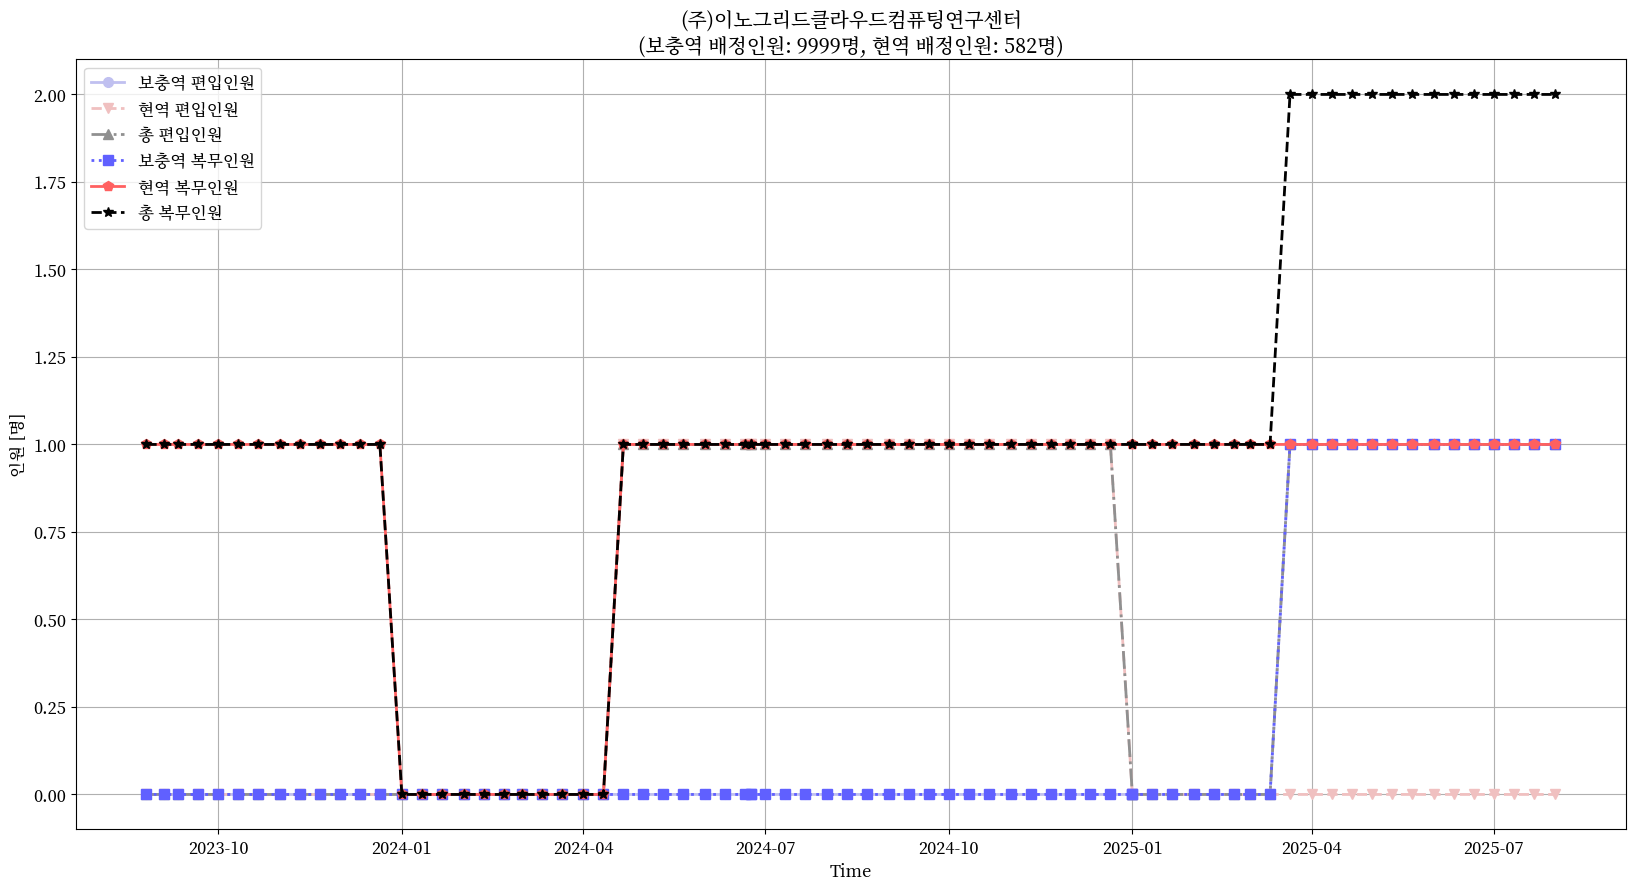 (주)이노그리드클라우드컴퓨팅연구센터
(보충역 배정인원: 9999명, 현역 배정인원: 582명)
보충역 편입인원
현역 편입인원
총 편입인원
보충역 복무인원
현역 복무인원
총 복무인원
2.00
1.75
1.50
1.25
1.00
0.75
0.50
0.25
0.00
인원 [명]
2023-10
2024-01
2024-04
2024-07
2024-10
2025-01
2025-04
2025-07
Time